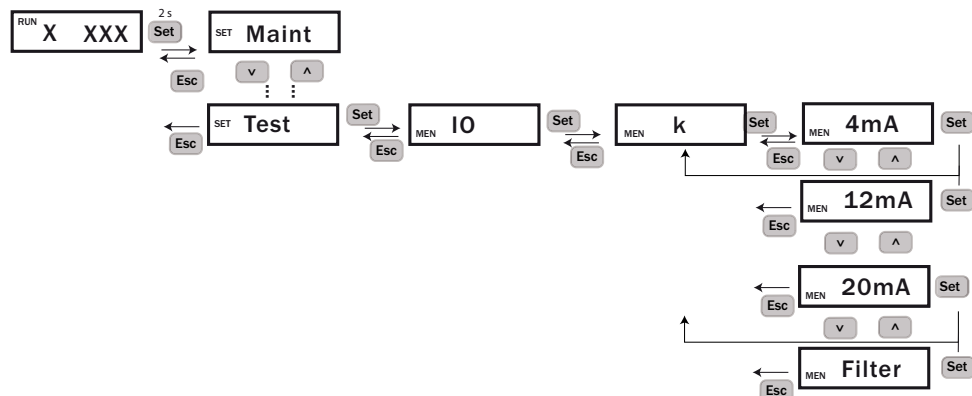 RUN X XXX
2 s
Set
Esc
SET Maint
v ^
SET Test
Esc
Set
Esc
MEN IO
Set
Esc
MEN k
Set
Esc
MEN 4mA
Set
v ^
Esc
MEN 12mA
Set
v ^
Esc
MEN 20mA
Set
v ^
Esc
MEN Filter
Set